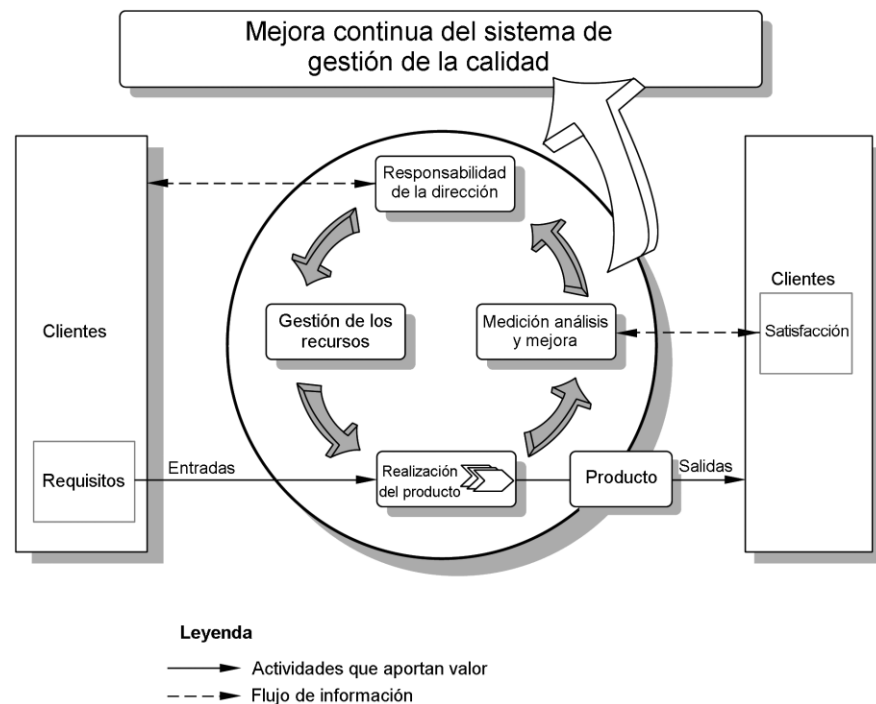 Mejora continua del sistema de
gestión de la calidad
Responsabilidad
de la dirección
Clientes
Gestión de los
recursos
Medición análisis
y mejora
Clientes
Satisfacción
Requisitos
Entradas
Realización
del producto
Producto
Salidas
Leyenda
Actividades que aportan valor
Flujo de información